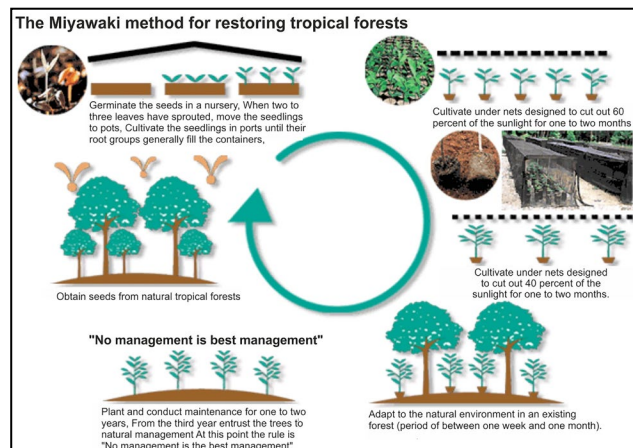 The Miyawaki method for restoring tropical forests
Germinate the seeds in a nursery, When two to
three leaves have sprouted, move the seedlings
to pots, Cultivate the seedlings in ports until their
root groups generally fill the containers,
Cultivate under nets designed to cut out 60
percent of the sunlight for one to two months
Cultivate under nets designed
to cut out 40 percent of the
sunlight for one to two months.
Adapt to the natural environment in an existing
forest (period of between one week and one month).
"No management is best management"
Plant and conduct maintenance for one to two
years, From the third year entrust the trees to
natural management At this point the rule is
"No management is the best management"
Obtain seeds from natural tropical forests